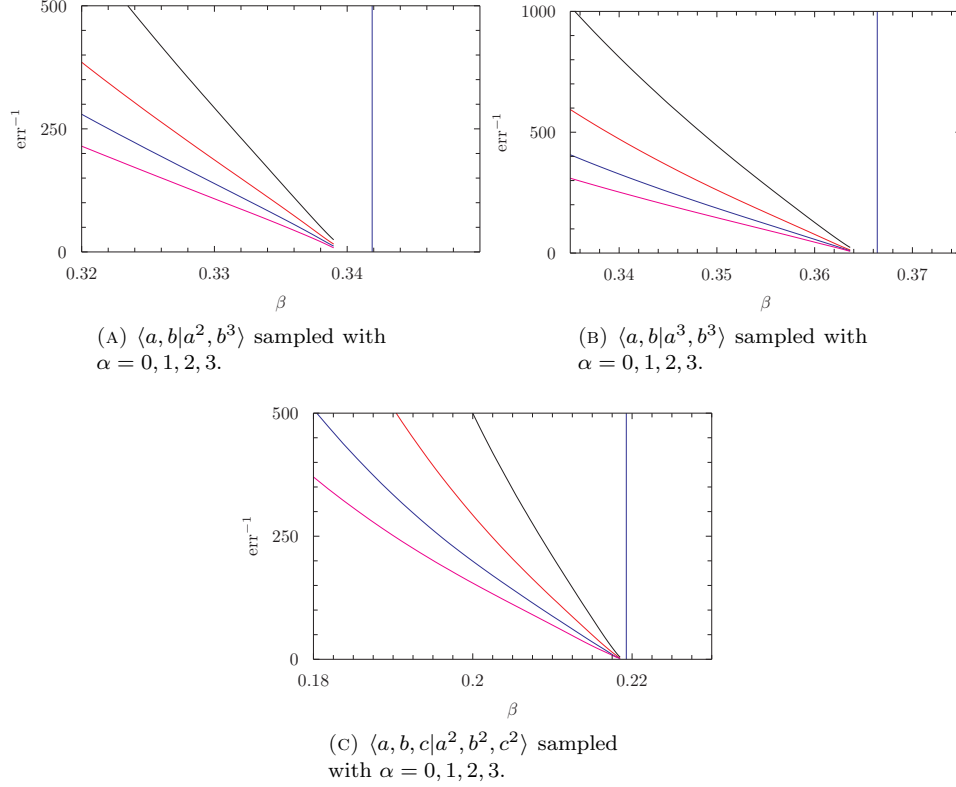 500
250
0
err⁻¹
0.32 0.33 0.34
β
(A) ⟨a, b|a², b³⟩ sampled with
α = 0, 1, 2, 3.
1000
500
0
err⁻¹
0.34 0.35 0.36 0.37
β
(B) ⟨a, b|a³, b³⟩ sampled with
α = 0, 1, 2, 3.
500
250
0
err⁻¹
0.18 0.2 0.22
β
(C) ⟨a, b, c|a², b², c²⟩ sampled
with α = 0, 1, 2, 3.